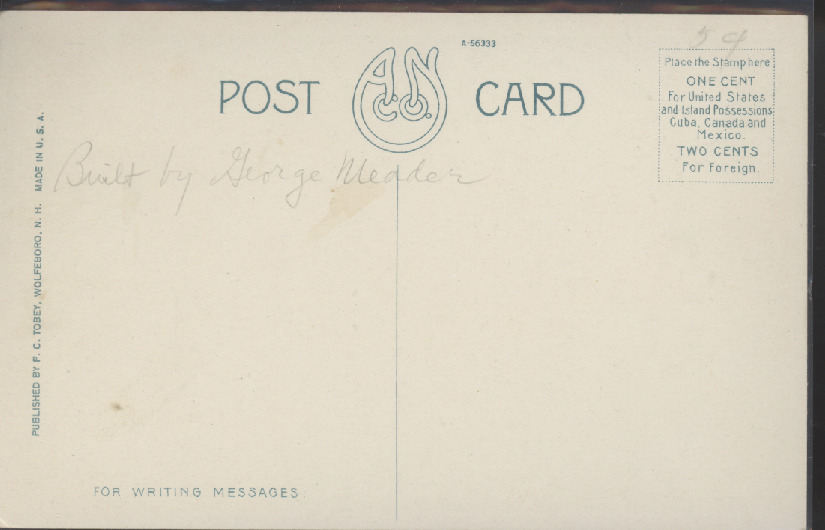 5¢
A-56333
POST CARD
A N
CO.
Place the Stamp here
ONE CENT
For United States
and Island Possessions
Cuba, Canada and
Mexico.
TWO CENTS
For Foreign.
Built by George Meader
PUBLISHED BY F. C. TOBEY, WOLFEBORO, N. H. MADE IN U. S. A.
FOR WRITING MESSAGES.